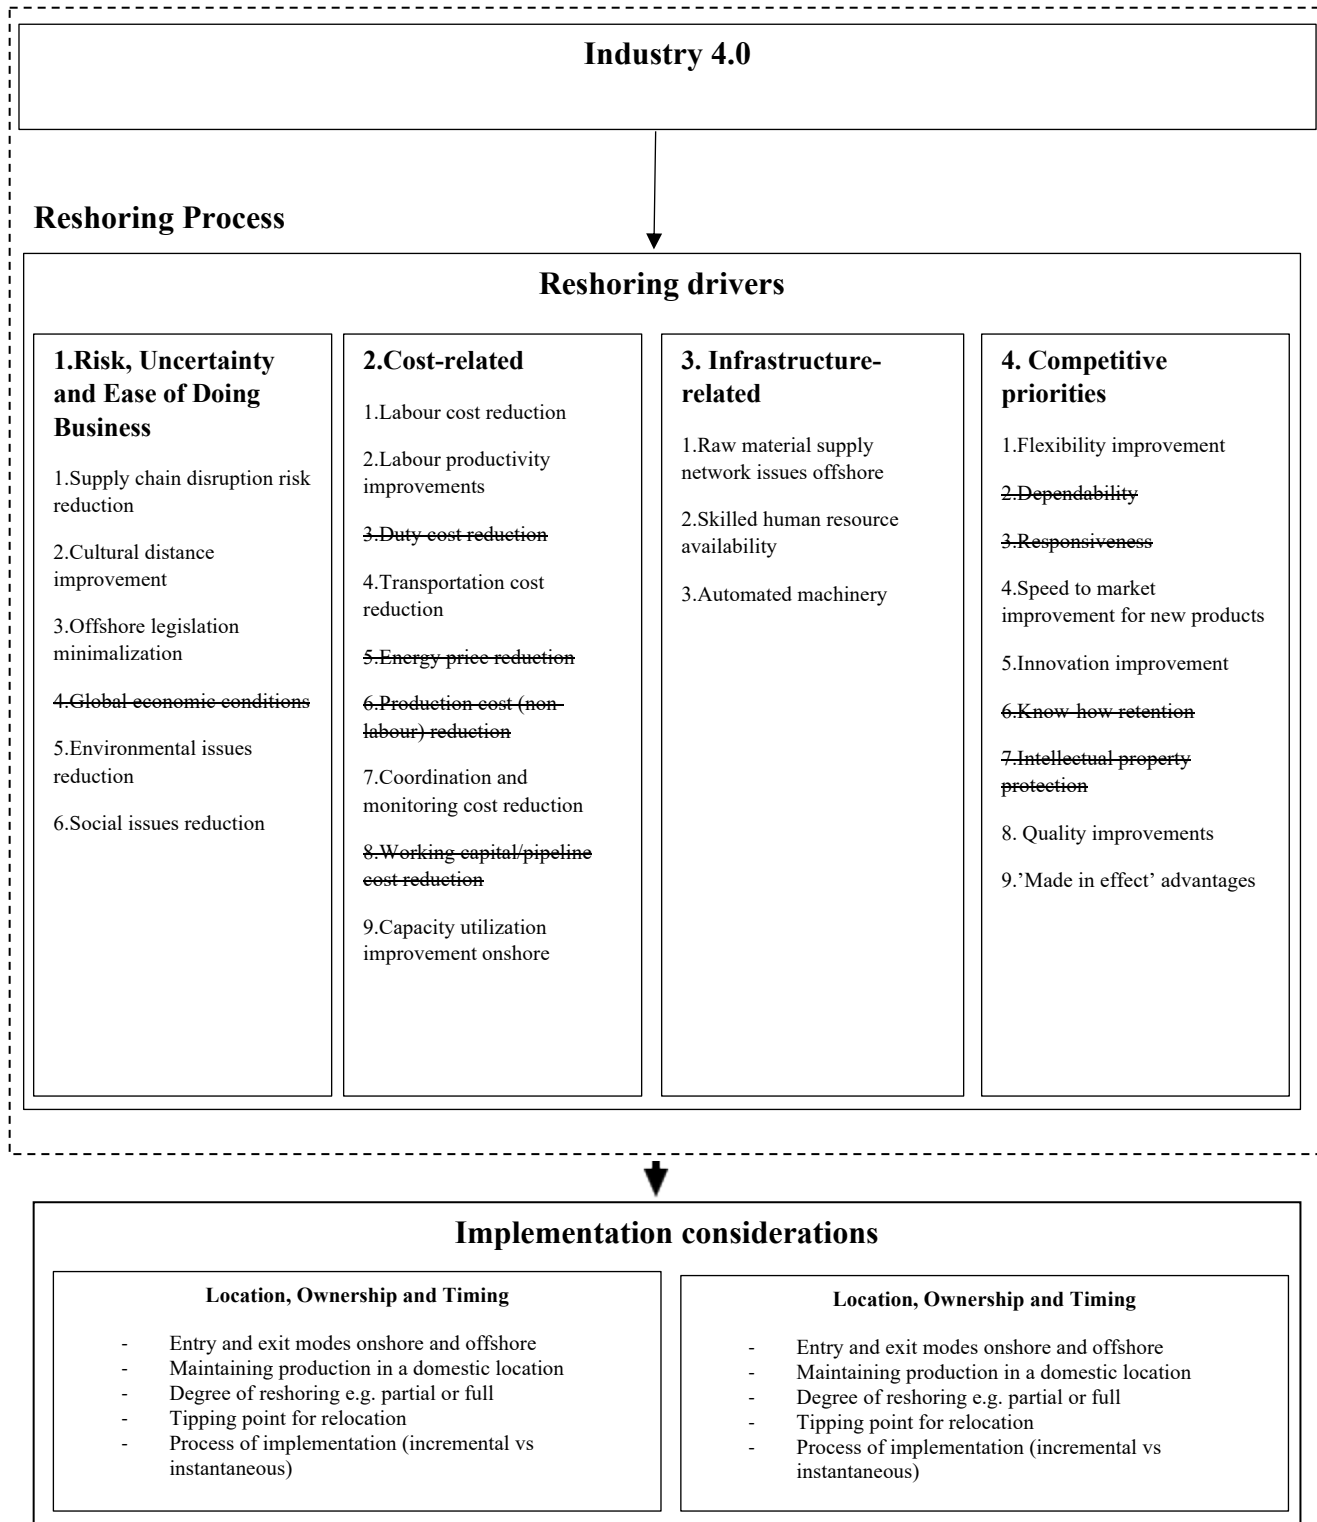 Industry 4.0
Reshoring Process
Reshoring drivers
1.Risk, Uncertainty
and Ease of Doing
Business
1.Supply chain disruption risk
reduction
2.Cultural distance
improvement
3.Offshore legislation
minimalization
4.Global economic conditions
5.Environmental issues
reduction
6.Social issues reduction
2.Cost-related
1.Labour cost reduction
2.Labour productivity
improvements
3.Duty cost reduction
4.Transportation cost
reduction
5.Energy price reduction
6.Production cost (non-
labour) reduction
7.Coordination and
monitoring cost reduction
8.Working capital/pipeline
cost reduction
9.Capacity utilization
improvement onshore
3. Infrastructure-
related
1.Raw material supply
network issues offshore
2.Skilled human resource
availability
3.Automated machinery
4. Competitive
priorities
1.Flexibility improvement
2.Dependability
3.Responsiveness
4.Speed to market
improvement for new products
5.Innovation improvement
6.Know-how retention
7.Intellectual property
protection
8. Quality improvements
9.’Made in effect’ advantages
Implementation considerations
Location, Ownership and Timing
- Entry and exit modes onshore and offshore
- Maintaining production in a domestic location
- Degree of reshoring e.g. partial or full
- Tipping point for relocation
- Process of implementation (incremental vs
instantaneous)
Location, Ownership and Timing
- Entry and exit modes onshore and offshore
- Maintaining production in a domestic location
- Degree of reshoring e.g. partial or full
- Tipping point for relocation
- Process of implementation (incremental vs
instantaneous)